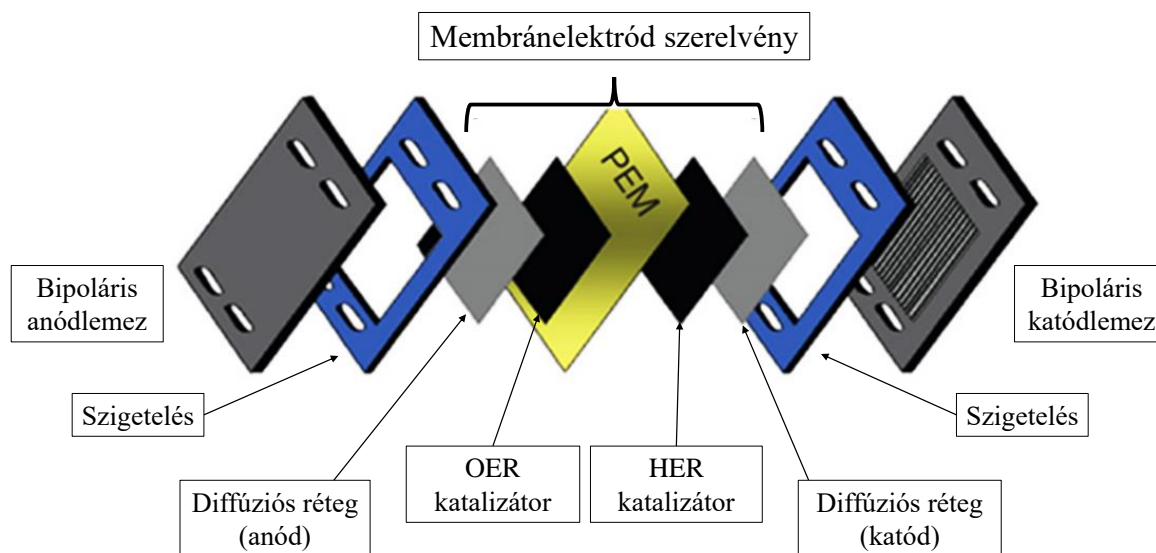 Membránelektród szerelvény
PEM
Bipoláris
anódlemez
Bipoláris
katódlemez
Szigetelés
Szigetelés
OER
katalizátor
HER
katalizátor
Diffúziós réteg
(anód)
Diffúziós réteg
(katód)